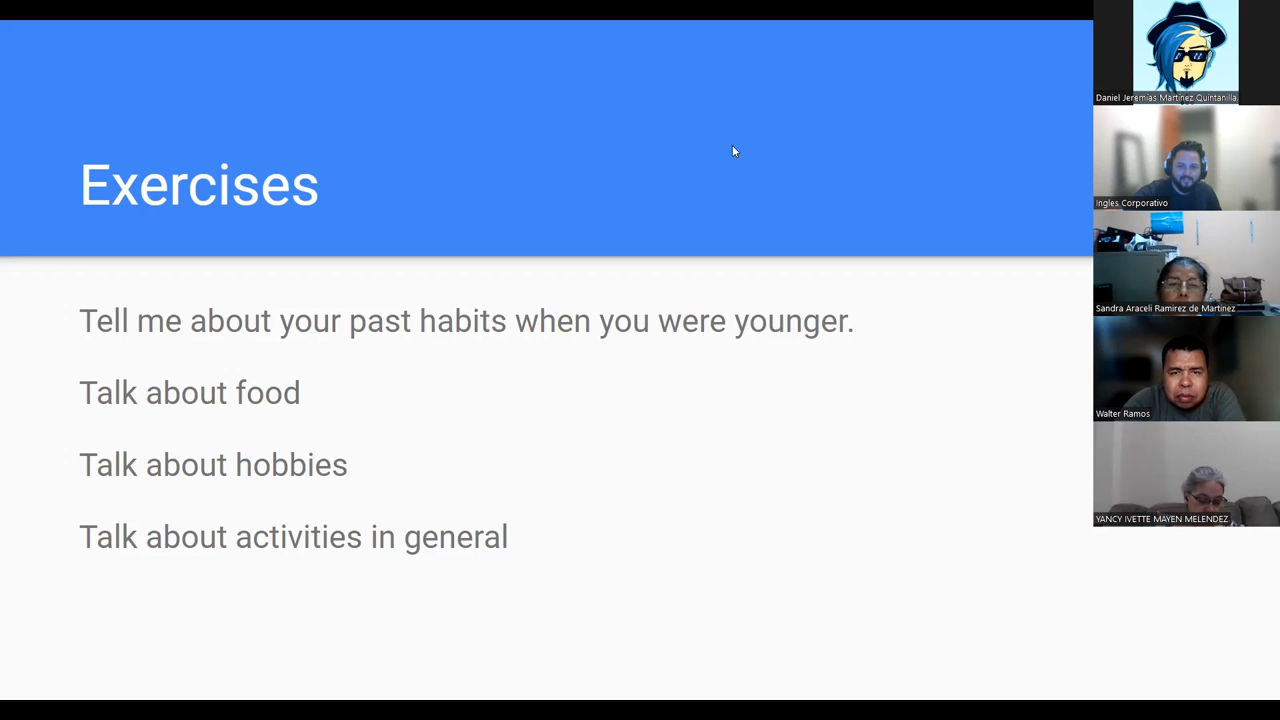 Exercises
Tell me about your past habits when you were younger.
Talk about food
Talk about hobbies
Talk about activities in general
Daniel Jeremias Martinez Quintanilla
Ingles Corporativo
Sandra Araceli Ramirez de Martinez
Walter Ramos
YANCY IVETTE MAYEN MELENDEZ